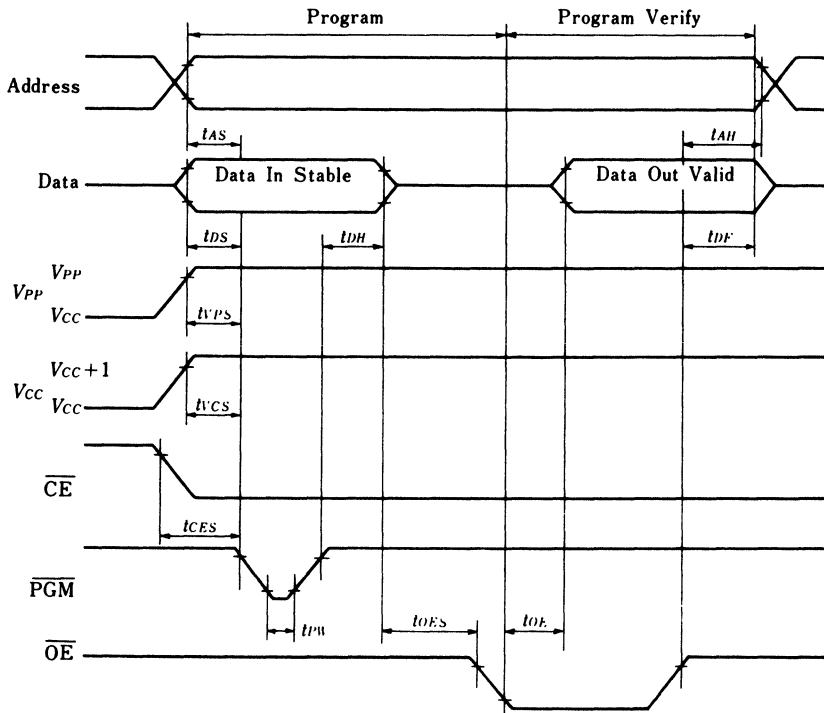 Program Program Verify
Address
tAS tAH
Data Data In Stable Data Out Valid
tDS tDH tDF
VPP VPP
VCC
tVPS
VCC VCC+1
VCC
tVCS
CE
tCES
PGM
tPW tOES tOE
OE